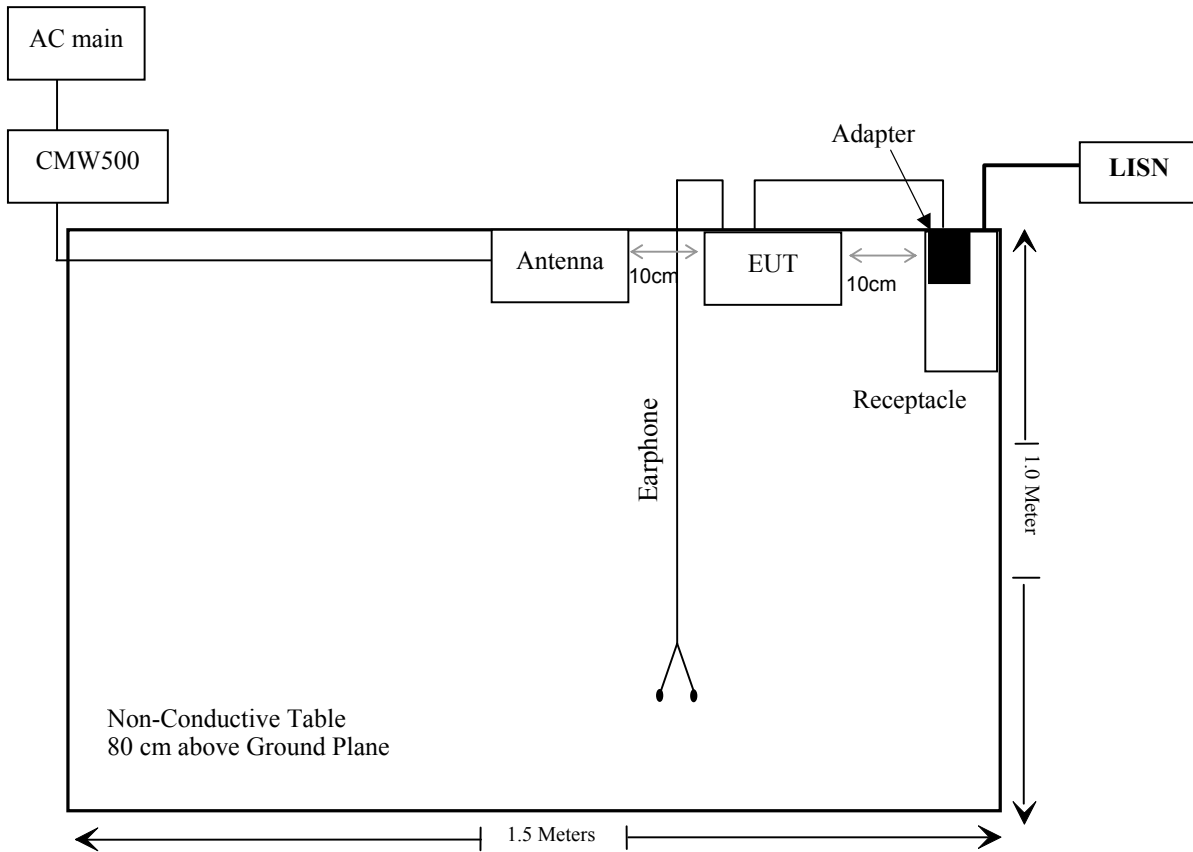 AC main
CMW500
Adapter
LISN
Antenna
10cm
EUT
10cm
Receptacle
Earphone
1.0 Meter
Non-Conductive Table
80 cm above Ground Plane
1.5 Meters